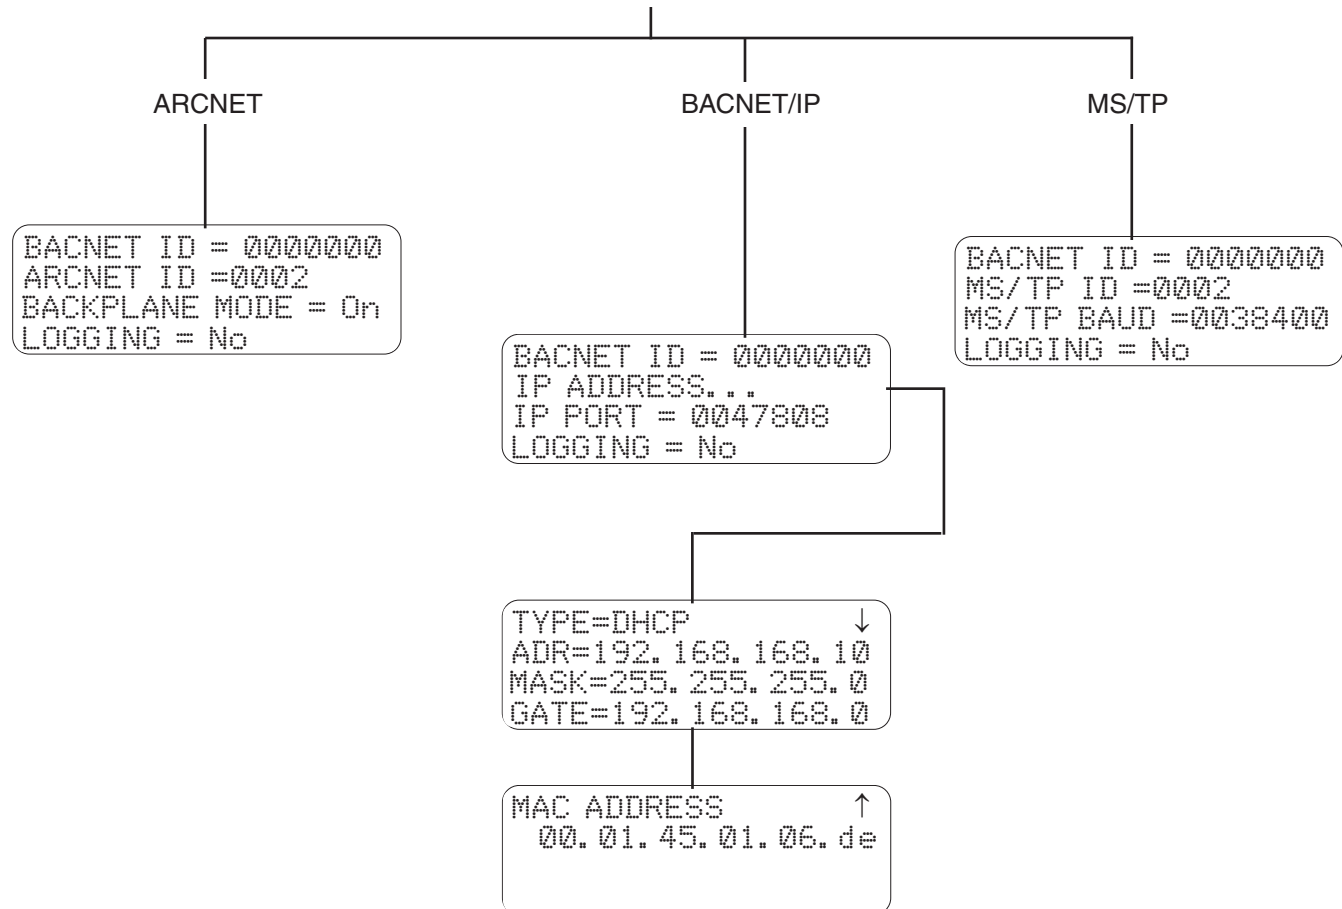 ARCNET
BACNET/IP
MS/TP
BACNET ID = 0000000
ARCNET ID =0002
BACKPLANE MODE = On
LOGGING = No
BACNET ID = 0000000
IP ADDRESS...
IP PORT = 0047808
LOGGING = No
BACNET ID = 0000000
MS/TP ID =0002
MS/TP BAUD =0038400
LOGGING = No
TYPE=DHCP ↓
ADR=192.168.168.10
MASK=255.255.255.0
GATE=192.168.168.0
MAC ADDRESS ↑
00.01.45.01.06.de